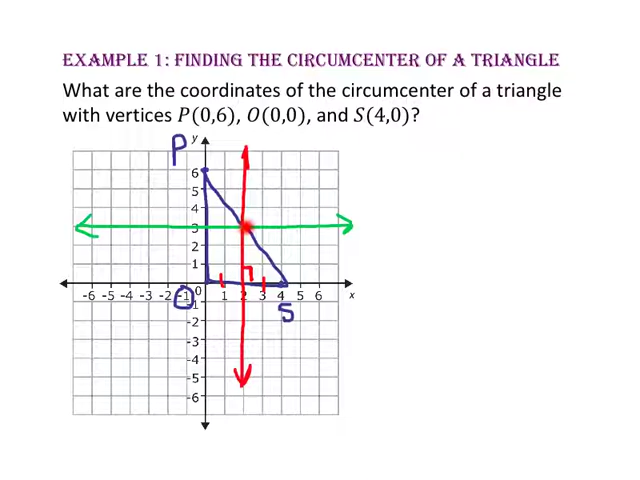 EXAMPLE 1: FINDING THE CIRCUMCENTER OF A TRIANGLE
What are the coordinates of the circumcenter of a triangle
with vertices P(0,6), O(0,0), and S(4,0)?
P y
6
5
4
3
2
1
-6 -5 -4 -3 -2 -1 0 1 2 3 4 5 6 x
O
S
-1
-2
-3
-4
-5
-6